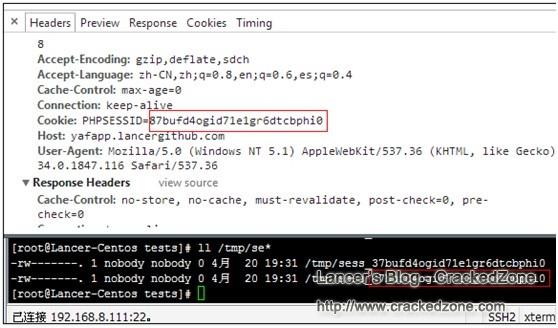 × Headers Preview Response Cookies Timing
8
Accept-Encoding: gzip,deflate,sdch
Accept-Language: zh-CN,zh;q=0.8,en;q=0.6,es;q=0.4
Cache-Control: max-age=0
Connection: keep-alive
Cookie: PHPSESSID=87bufd4ogid71e1gr6dtcbphi0
Host: yafapp.lancergithub.com
User-Agent: Mozilla/5.0 (Windows NT 5.1) AppleWebKit/537.36 (KHTML, like Gecko)
34.0.1847.116 Safari/537.36
▼ Response Headers view source
Cache-Control: no-store, no-cache, must-revalidate, post-check=0, pre-
check=0
[root@Lancer-Centos tests]# ll /tmp/se*
-rw-------. 1 nobody nobody 0 4月 20 19:31 /tmp/sess_37bufd4ogid71e1gr6dtcbphi0
-rw-------. 1 nobody nobody 0 4月 20 19:31 /tmp/
[root@Lancer-Centos tests]#
Lancer's Blog - CrackedZone
http://www.crackedzone.com
已连接 192.168.8.111:22。 SSH2 xterm